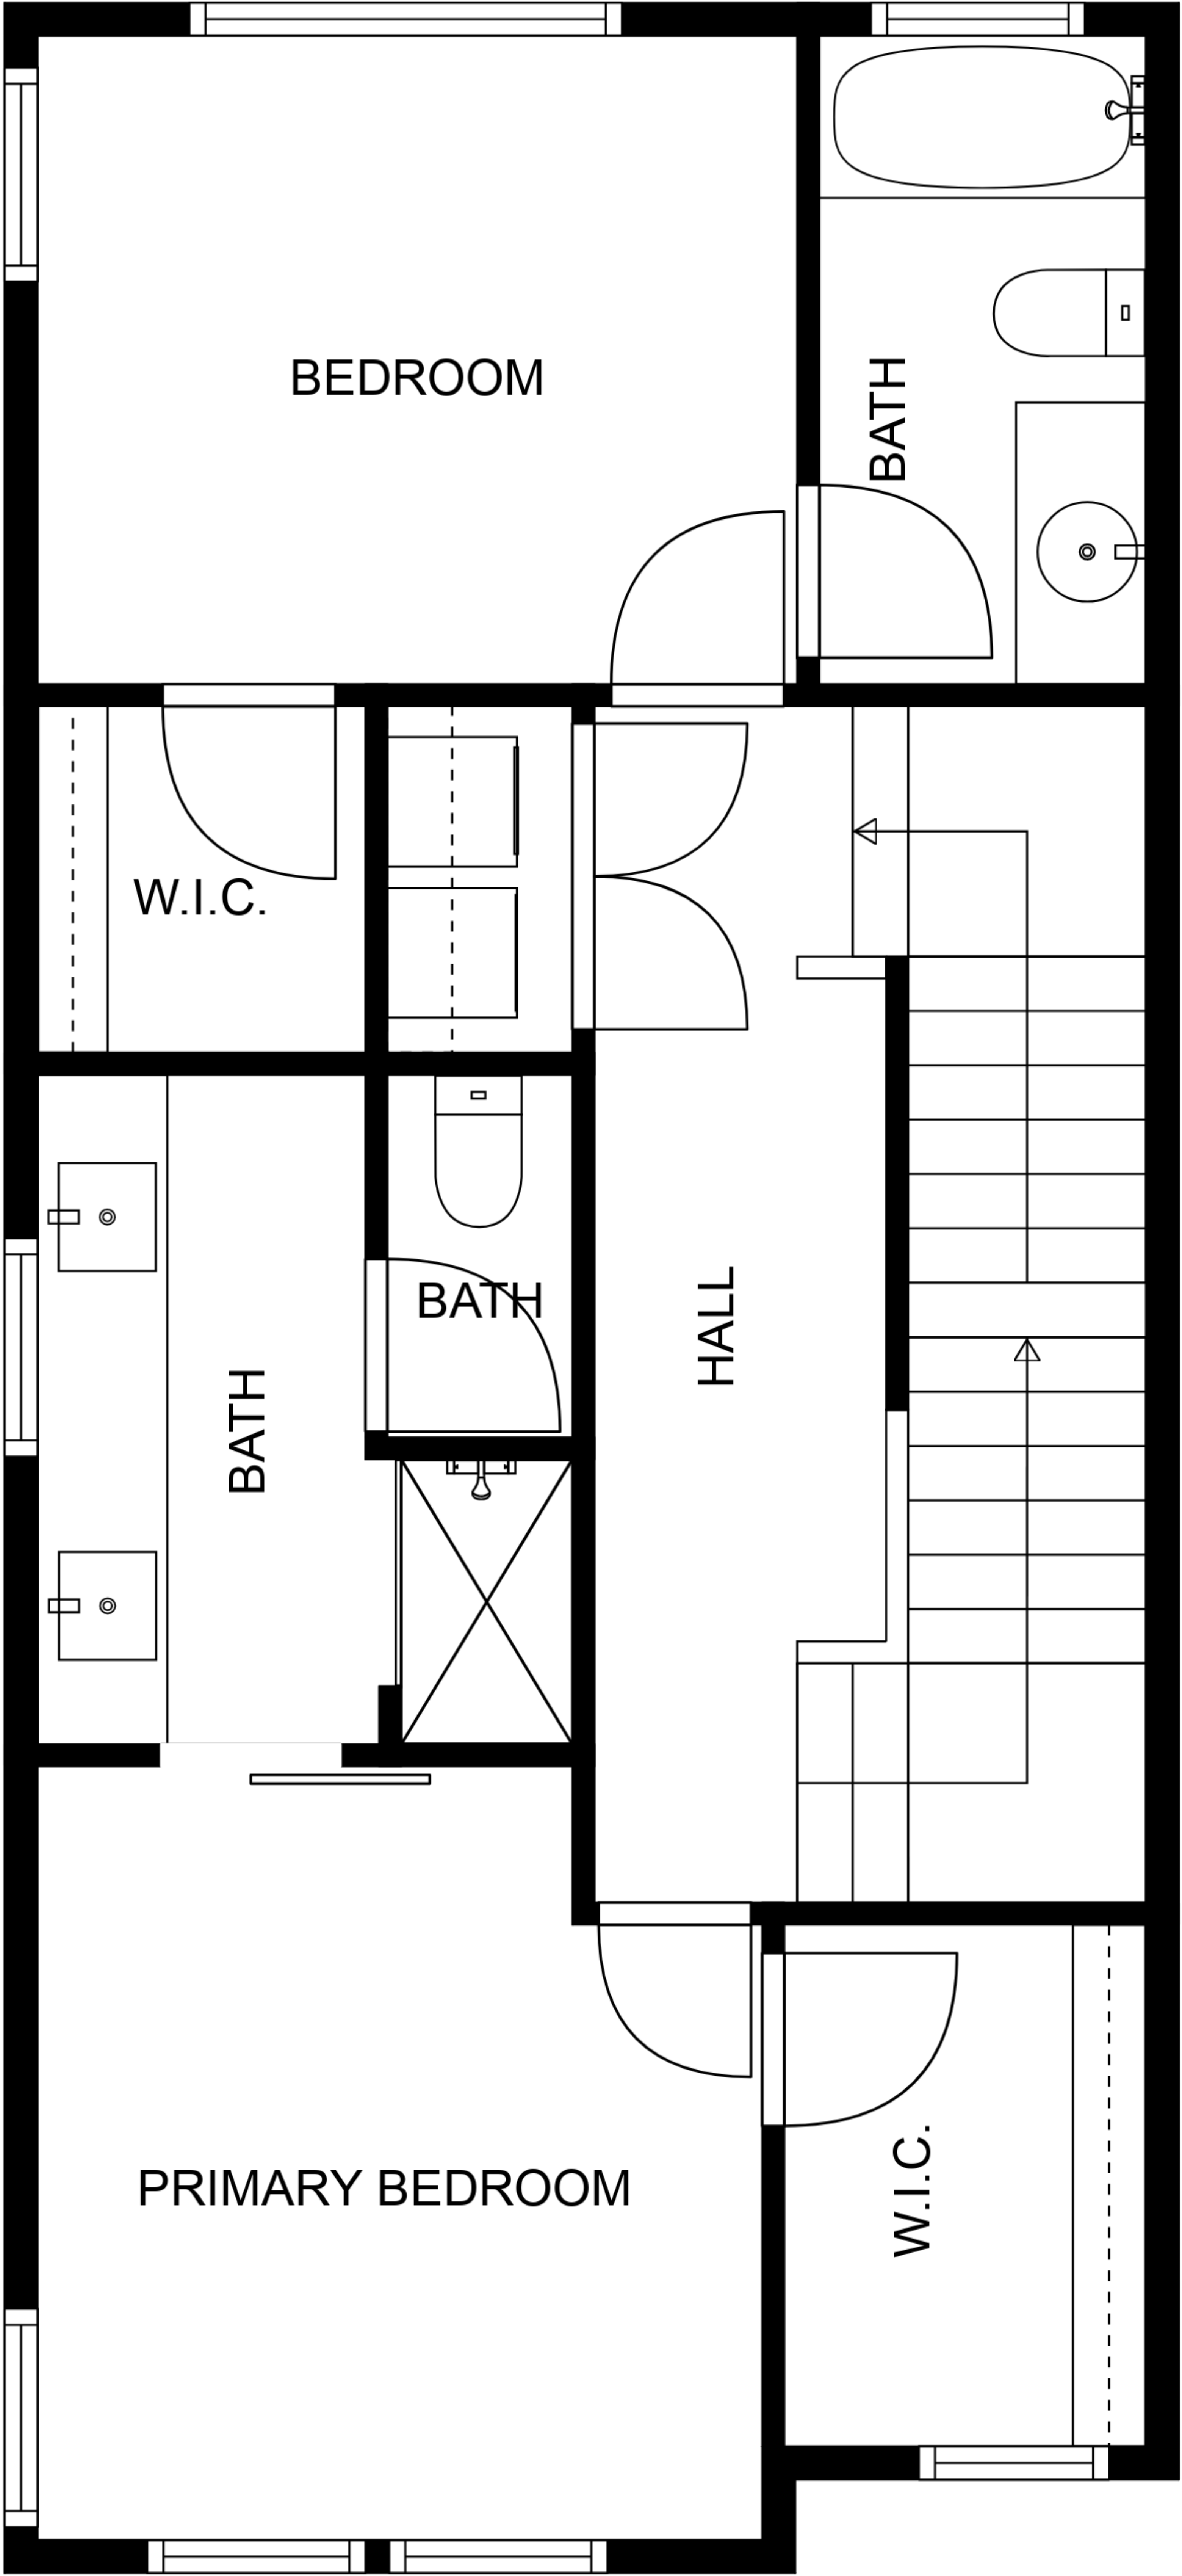 BEDROOM
BATH
W.I.C.
BATH
HALL
BATH
PRIMARY BEDROOM
W.I.C.